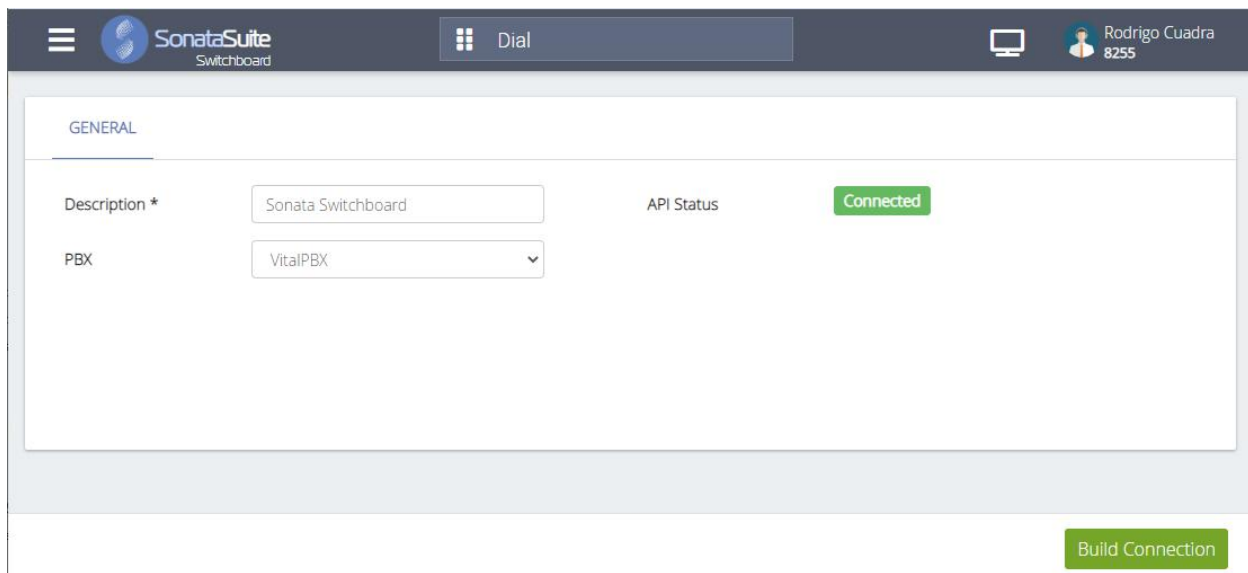 SonataSuite
Switchboard
Dial
Rodrigo Cuadra
8255
GENERAL
Description *
Sonata Switchboard
API Status
Connected
PBX
VitalPBX
Build Connection